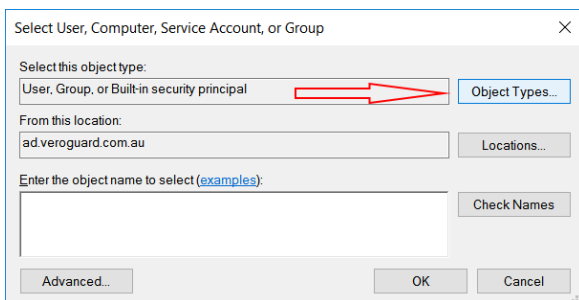 Select User, Computer, Service Account, or Group
Select this object type:
User, Group, or Built-in security principal
Object Types...
From this location:
ad.veroguard.com.au
Locations...
Enter the object name to select (examples):
Check Names
Advanced...
OK
Cancel